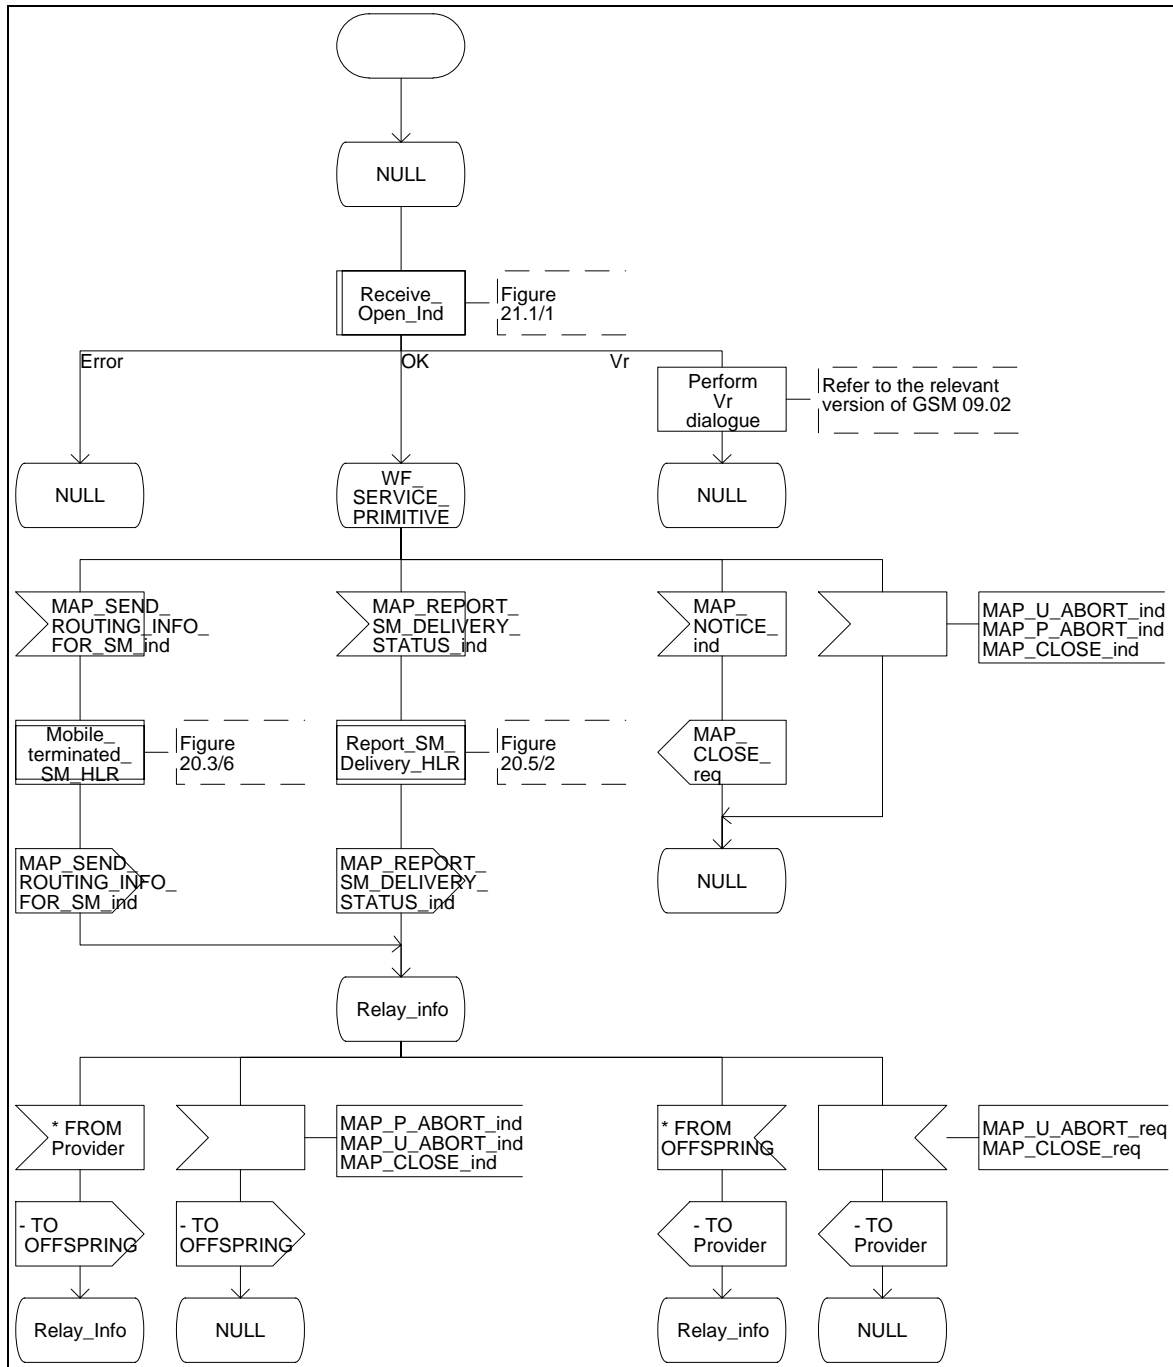 NULL
Receive_
Open_Ind
Figure
21.1/1
Error
OK
Vr
Perform
Vr
dialogue
Refer to the relevant
version of GSM 09.02
NULL
WF_
SERVICE_
PRIMITIVE
NULL
MAP_SEND_
ROUTING_INFO_
FOR_SM_ind
MAP_REPORT_
SM_DELIVERY_
STATUS_ind
MAP_
NOTICE_
ind
MAP_U_ABORT_ind
MAP_P_ABORT_ind
MAP_CLOSE_ind
Mobile_
terminated_
SM_HLR
Figure
20.3/6
Report_SM_
Delivery_HLR
Figure
20.5/2
MAP_
CLOSE_
req
MAP_SEND_
ROUTING_INFO_
FOR_SM_ind
MAP_REPORT_
SM_DELIVERY_
STATUS_ind
NULL
Relay_info
* FROM
Provider
MAP_P_ABORT_ind
MAP_U_ABORT_ind
MAP_CLOSE_ind
* FROM
OFFSPRING
MAP_U_ABORT_req
MAP_CLOSE_req
- TO
OFFSPRING
- TO
OFFSPRING
- TO
Provider
- TO
Provider
Relay_Info
NULL
Relay_info
NULL